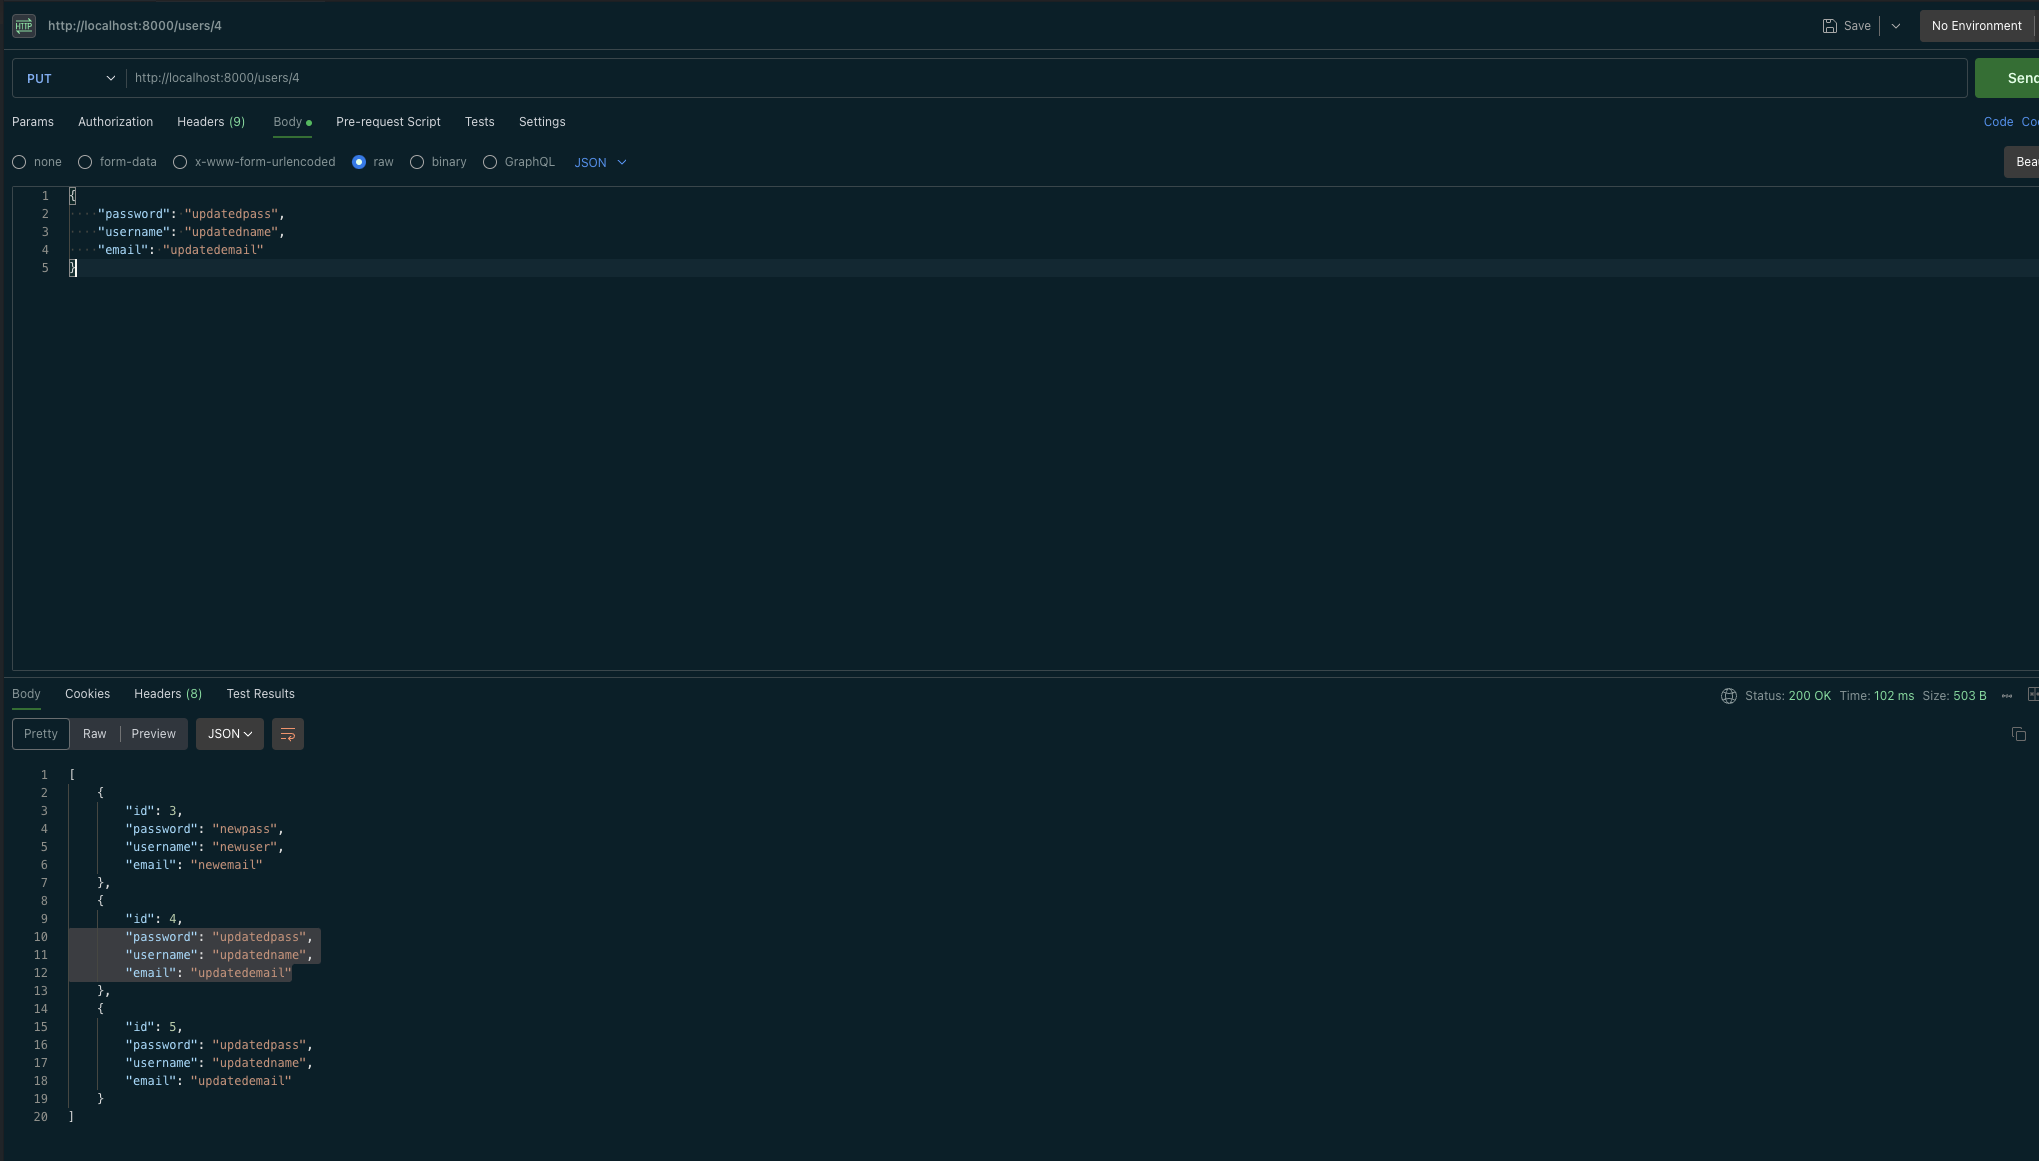 HTTP http://localhost:8000/users/4 Save No Environment
PUT http://localhost:8000/users/4 Send
Params Authorization Headers (9) Body Pre-request Script Tests Settings Code Coo
none form-data x-www-form-urlencoded raw binary GraphQL JSON Beau
1 {
2 "password": "updatedpass",
3 "username": "updatedname",
4 "email": "updatedemail"
5 }
Body Cookies Headers (8) Test Results Status: 200 OK Time: 102 ms Size: 503 B
Pretty Raw Preview JSON
1 [
2 {
3 "id": 3,
4 "password": "newpass",
5 "username": "newuser",
6 "email": "newemail"
7 },
8 {
9 "id": 4,
10 "password": "updatedpass",
11 "username": "updatedname",
12 "email": "updatedemail"
13 },
14 {
15 "id": 5,
16 "password": "updatedpass",
17 "username": "updatedname",
18 "email": "updatedemail"
19 }
20 ]